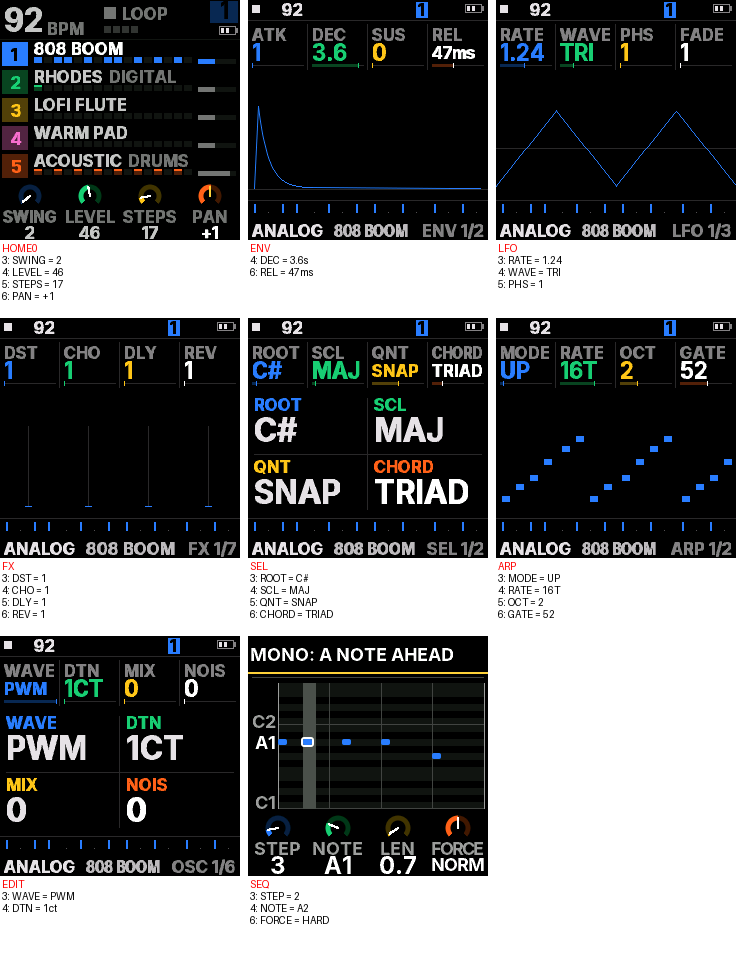 92 BPM LOOP 1
1 808 BOOM
2 RHODES DIGITAL
3 LOFI FLUTE
4 WARM PAD
5 ACOUSTIC DRUMS
SWING LEVEL STEPS PAN
2 46 17 +1
HOME0
3: SWING = 2
4: LEVEL = 46
5: STEPS = 17
6: PAN = +1
92 1
ATK DEC SUS REL
1 3.6 0 47ms
ANALOG 808 BOOM ENV 1/2
ENV
4: DEC = 3.6s
6: REL = 47ms
92 1
RATE WAVE PHS FADE
1.24 TRI 1 1
ANALOG 808 BOOM LFO 1/3
LFO
3: RATE = 1.24
4: WAVE = TRI
5: PHS = 1
92 1
DST CHO DLY REV
1 1 1 1
ANALOG 808 BOOM FX 1/7
FX
3: DST = 1
4: CHO = 1
5: DLY = 1
6: REV = 1
92 1
ROOT SCL QNT CHORD
C# MAJ SNAP TRIAD
ROOT SCL
C# MAJ
QNT CHORD
SNAP TRIAD
ANALOG 808 BOOM SEL 1/2
SEL
3: ROOT = C#
4: SCL = MAJ
5: QNT = SNAP
6: CHORD = TRIAD
92 1
MODE RATE OCT GATE
UP 16T 2 52
ANALOG 808 BOOM ARP 1/2
ARP
3: MODE = UP
4: RATE = 16T
5: OCT = 2
6: GATE = 52
92 1
WAVE DTN MIX NOIS
PWM 1CT 0 0
WAVE DTN
PWM 1CT
MIX NOIS
0 0
ANALOG 808 BOOM OSC 1/6
EDIT
3: WAVE = PWM
4: DTN = 1ct
MONO: A NOTE AHEAD
C2
A1
C1
STEP NOTE LEN FORCE
3 A1 0.7 NORM
SEQ
3: STEP = 2
4: NOTE = A2
6: FORCE = HARD